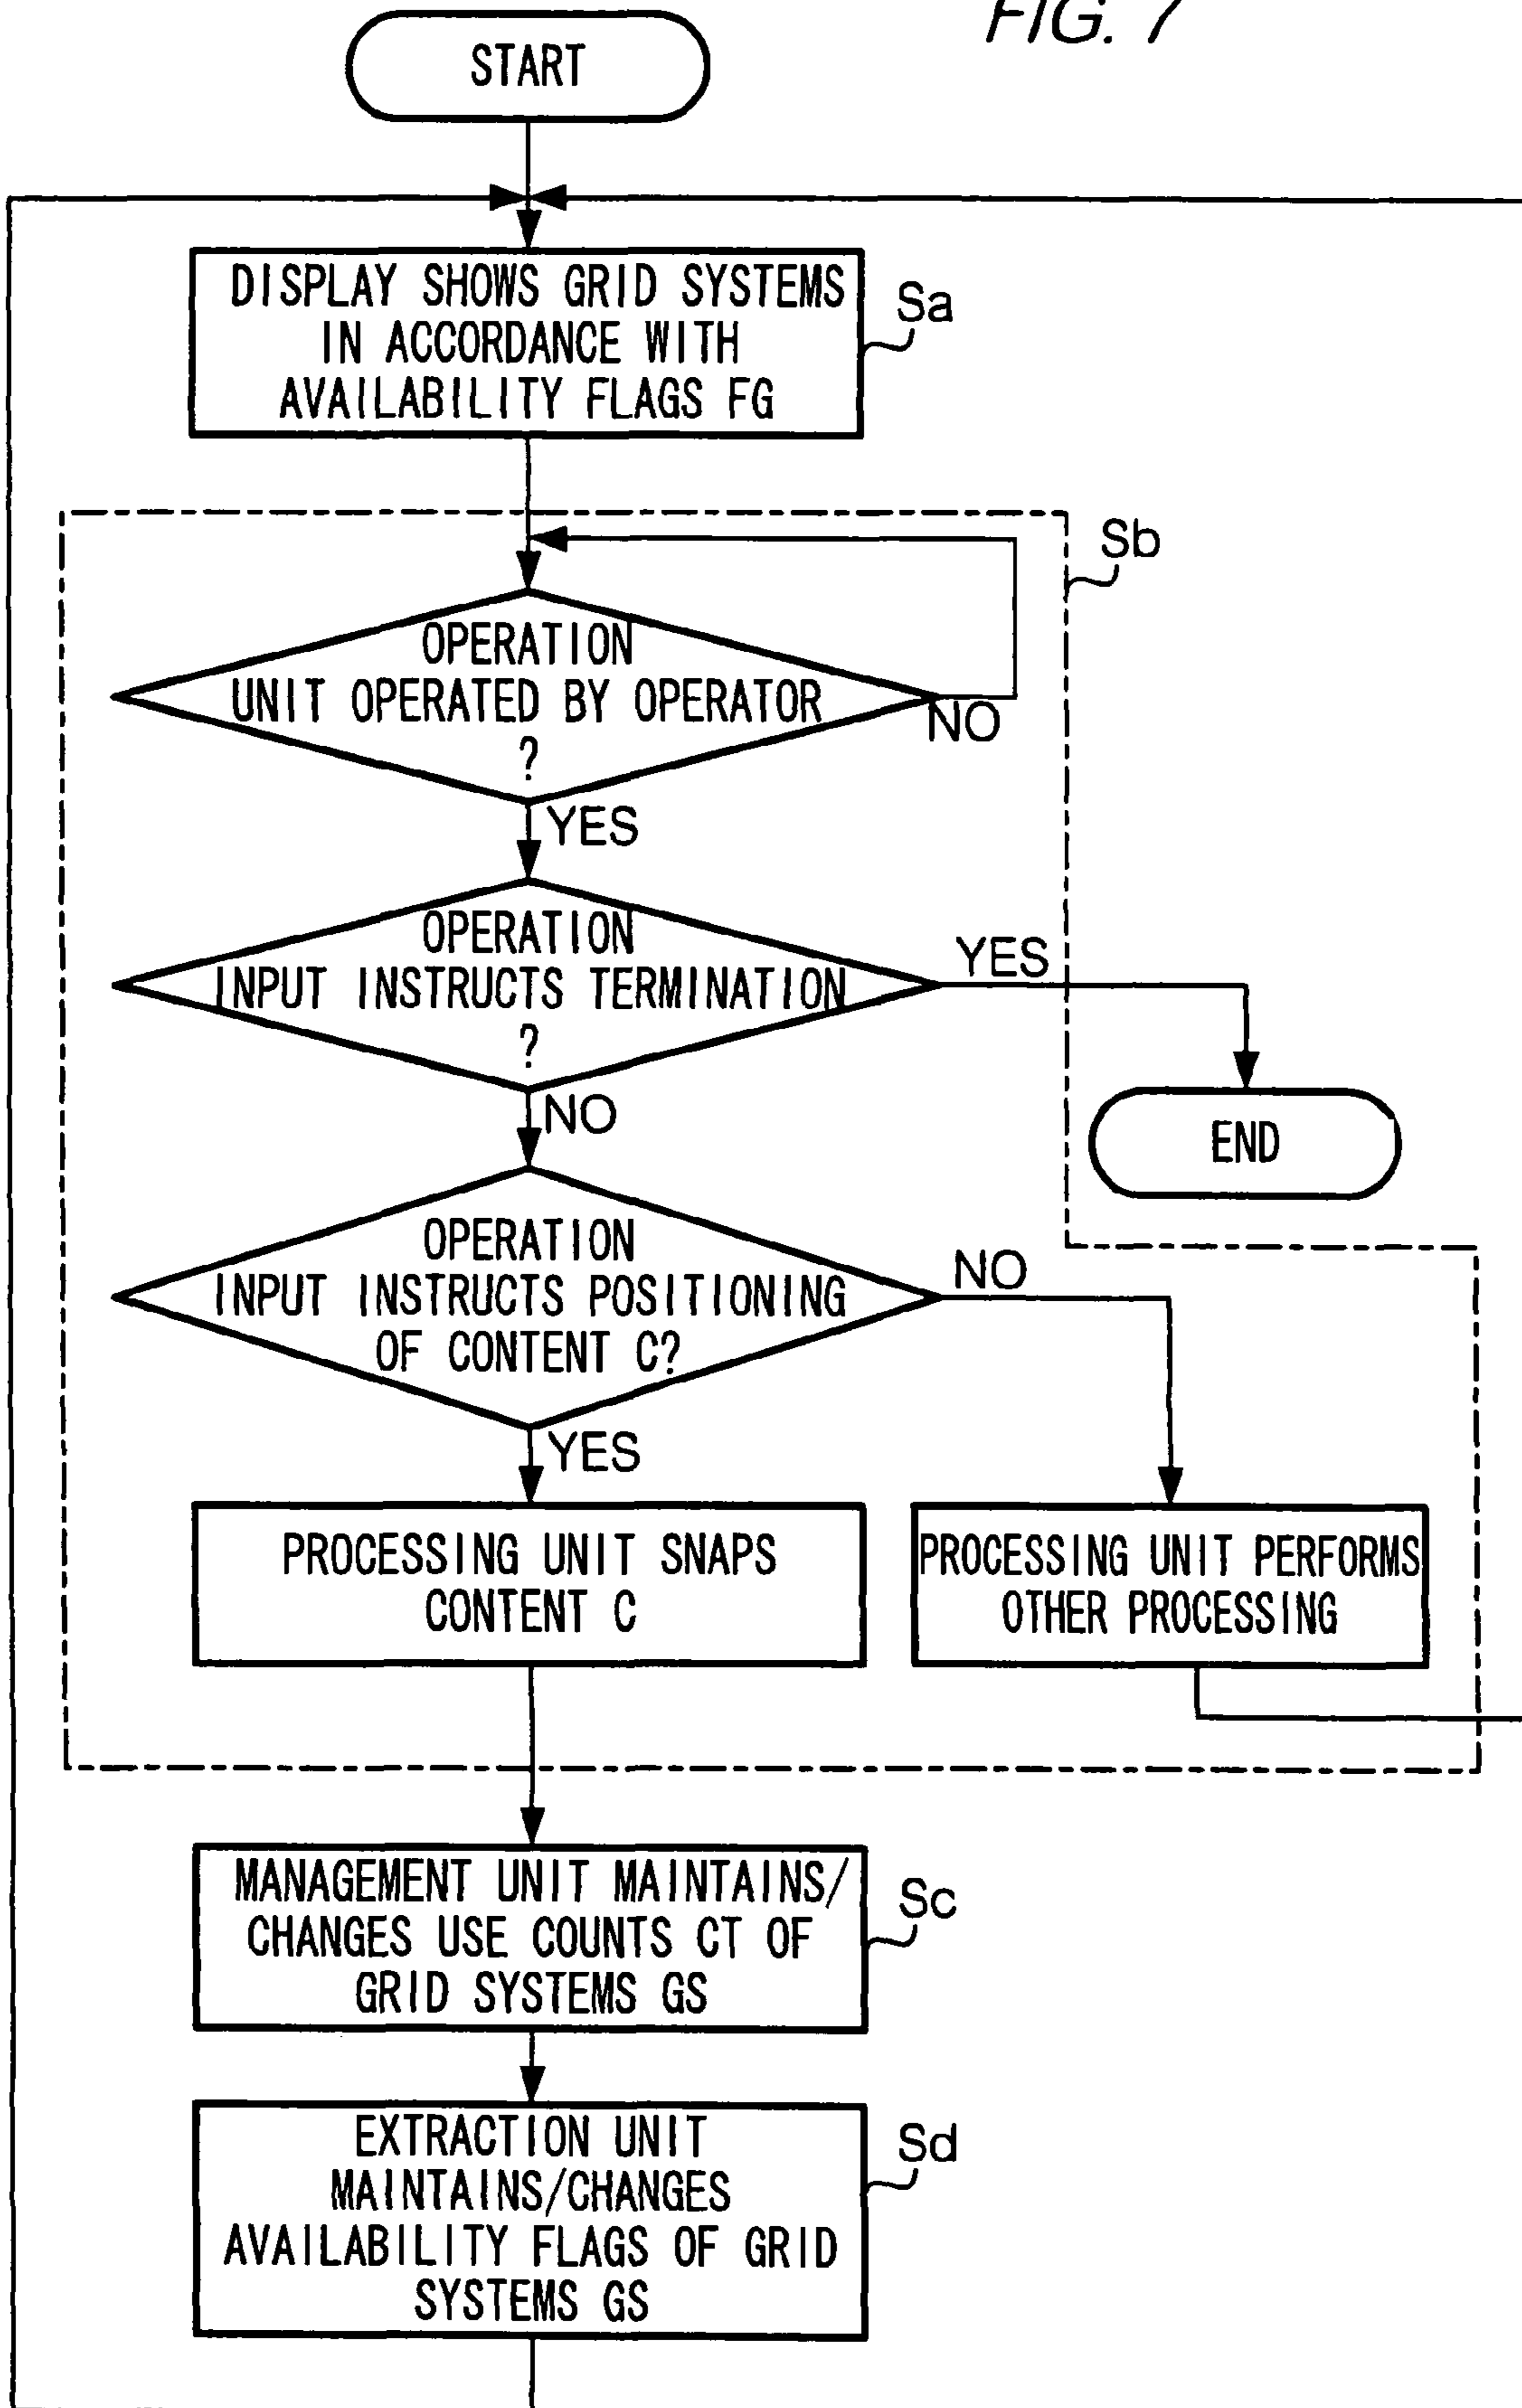 FIG. 7
START
DISPLAY SHOWS GRID SYSTEMS
IN ACCORDANCE WITH
AVAILABILITY FLAGS FG
Sa
Sb
OPERATION
UNIT OPERATED BY OPERATOR
?
NO
YES
OPERATION
INPUT INSTRUCTS TERMINATION
?
YES
NO
END
OPERATION
INPUT INSTRUCTS POSITIONING
OF CONTENT C?
NO
YES
PROCESSING UNIT SNAPS
CONTENT C
PROCESSING UNIT PERFORMS
OTHER PROCESSING
MANAGEMENT UNIT MAINTAINS/
CHANGES USE COUNTS CT OF
GRID SYSTEMS GS
Sc
EXTRACTION UNIT
MAINTAINS/CHANGES
AVAILABILITY FLAGS OF GRID
SYSTEMS GS
Sd